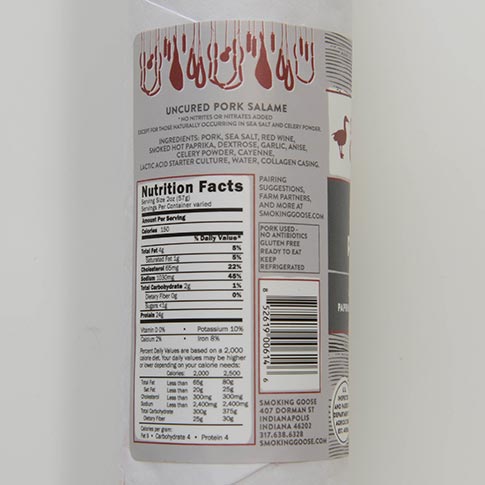 UNCURED PORK SALAME
*NO NITRITES OR NITRATES ADDED
EXCEPT FOR THOSE NATURALLY OCCURRING IN SEA SALT AND CELERY POWDER.
INGREDIENTS: PORK, SEA SALT, RED WINE,
SMOKED HOT PAPRIKA, DEXTROSE, GARLIC, ANISE,
CELERY POWDER, CAYENNE,
LACTIC ACID STARTER CULTURE, WATER, COLLAGEN CASING.
Nutrition Facts
Serving Size 2oz (57g)
Servings Per Container varied
Amount Per Serving
Calories 150
% Daily Value*
Total Fat 4g 5%
Saturated Fat 1g 5%
Cholesterol 65mg 22%
Sodium 1030mg 45%
Total Carbohydrate 2g 1%
Dietary Fiber 0g 0%
Sugars <1g
Protein 24g
Vitamin D 0% • Potassium 10%
Calcium 2% • Iron 8%
Percent Daily Values are based on a 2,000
calorie diet. Your daily values may be higher
or lower depending on your calorie needs:
Calories: 2,000 2,500
Total Fat Less than 65g 80g
Sat Fat Less than 20g 25g
Cholesterol Less than 300mg 300mg
Sodium Less than 2,400mg 2,400mg
Total Carbohydrate 300g 375g
Dietary Fiber 25g 30g
Calories per gram:
Fat 9 • Carbohydrate 4 • Protein 4
PAIRING
SUGGESTIONS,
FARM PARTNERS,
AND MORE AT
SMOKINGGOOSE.COM
PORK USED -
NO ANTIBIOTICS
GLUTEN FREE
READY TO EAT
KEEP
REFRIGERATED
8 52619 00614 6
SMOKING GOOSE
407 DORMAN ST
INDIANAPOLIS
INDIANA 46202
317.638.6328
SMOKINGGOOSE.COM